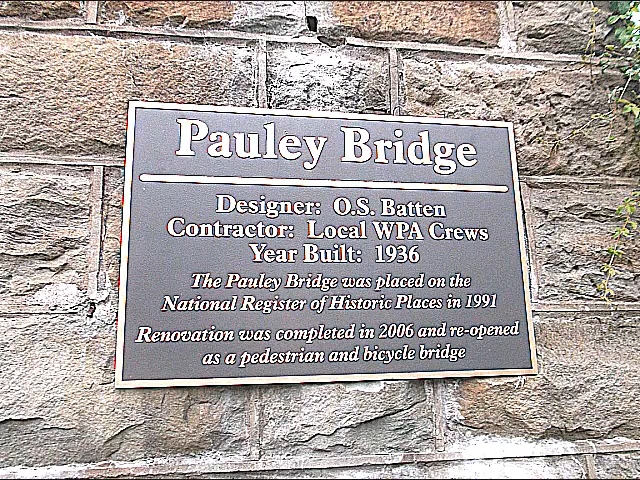 Pauley Bridge
Designer: O.S. Batten
Contractor: Local WPA Crews
Year Built: 1936
The Pauley Bridge was placed on the
National Register of Historic Places in 1991
Renovation was completed in 2006 and re-opened
as a pedestrian and bicycle bridge